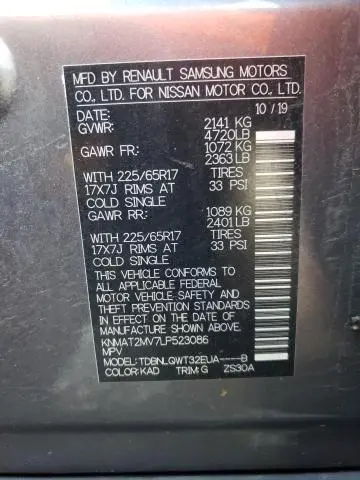 MFD BY RENAULT SAMSUNG MOTORS
CO., LTD. FOR NISSAN MOTOR CO., LTD.
DATE: 10/19
GVWR: 2141 KG
4720LB
GAWR FR: 1072 KG
2363LB
WITH 225/65R17 TIRES
17X7J RIMS AT 33 PSI
COLD SINGLE
GAWR RR: 1089 KG
2401LB
WITH 225/65R17 TIRES
17X7J RIMS AT 33 PSI
COLD SINGLE
THIS VEHICLE CONFORMS TO
ALL APPLICABLE FEDERAL
MOTOR VEHICLE SAFETY AND
THEFT PREVENTION STANDARDS
IN EFFECT ON THE DATE OF
MANUFACTURE SHOWN ABOVE.
KNMAT2MV7LP523086
MPV
MODEL: TDBNLQWT32EUA----B
COLOR:KAD TRIM:G ZS30A